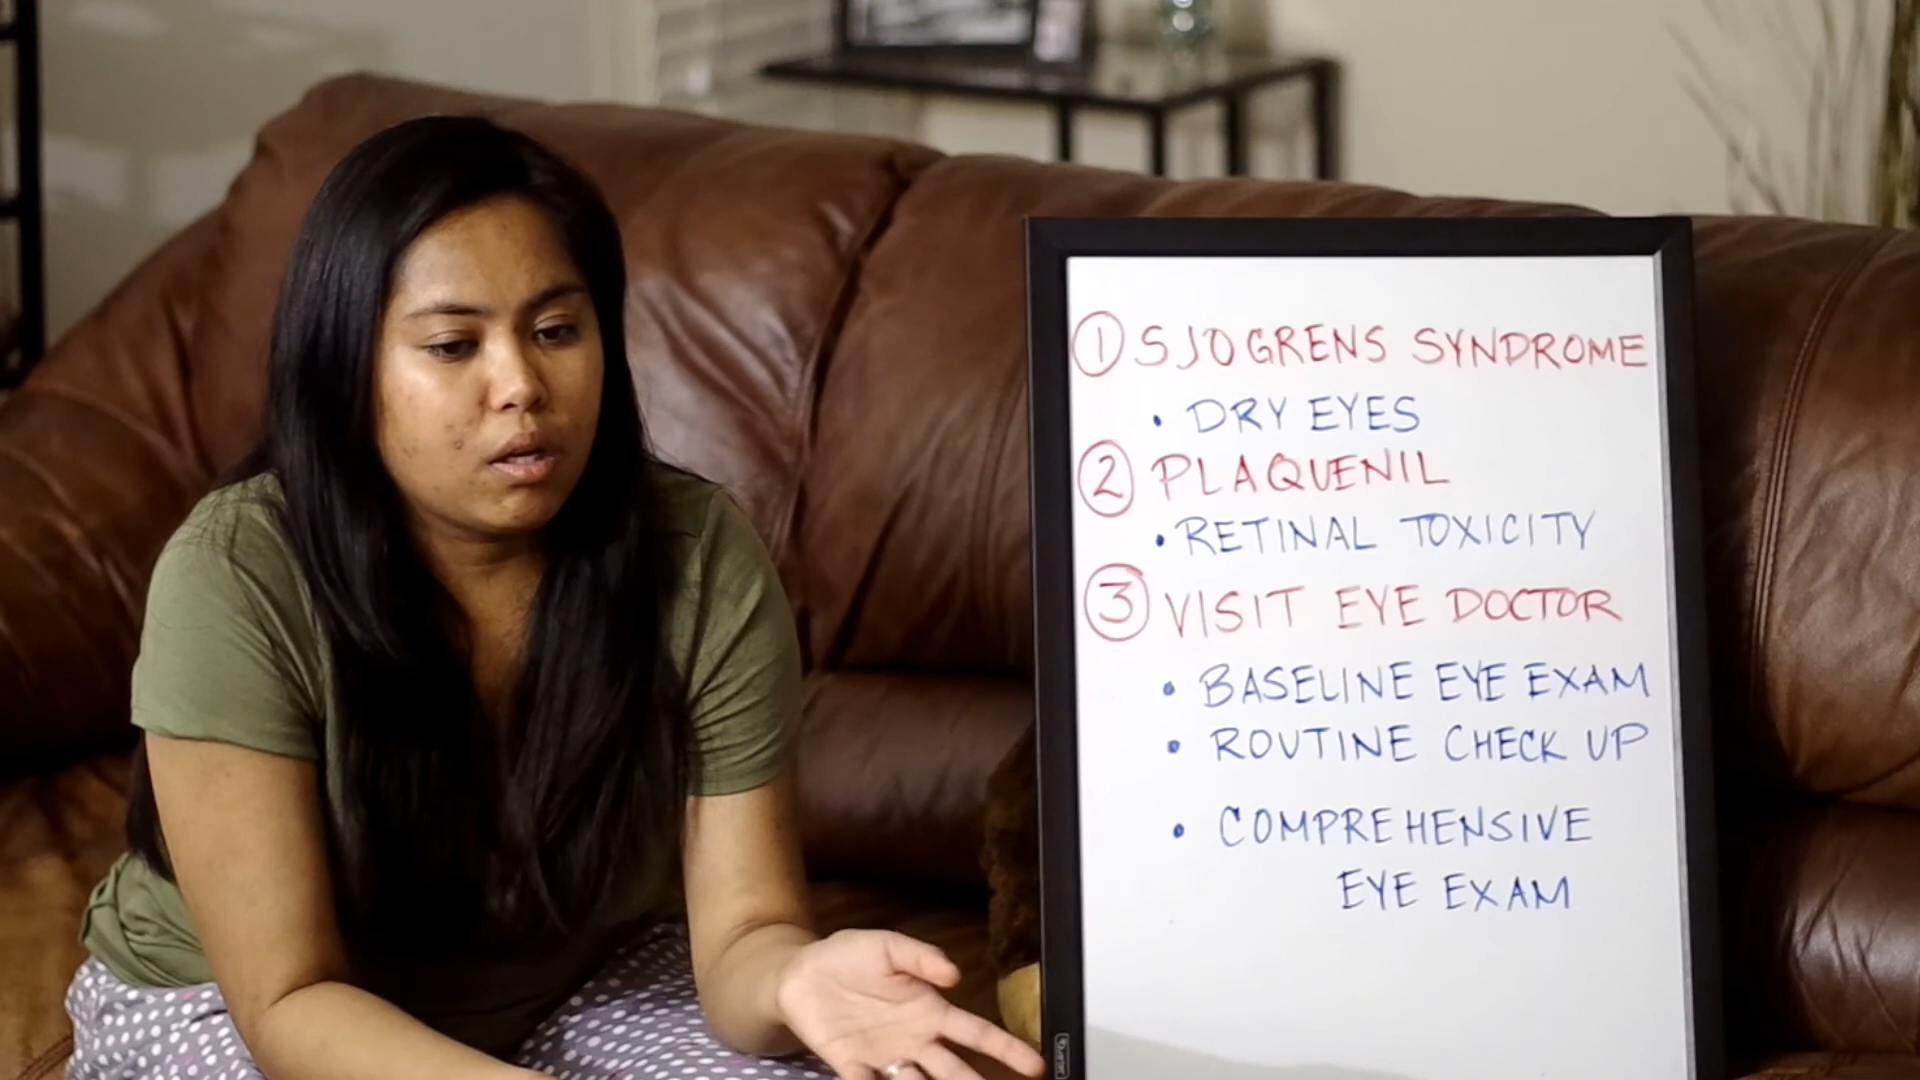 ① SJOGRENS SYNDROME
• DRY EYES
② PLAQUENIL
• RETINAL TOXICITY
③ VISIT EYE DOCTOR
• BASELINE EYE EXAM
• ROUTINE CHECK UP
• COMPREHENSIVE
EYE EXAM